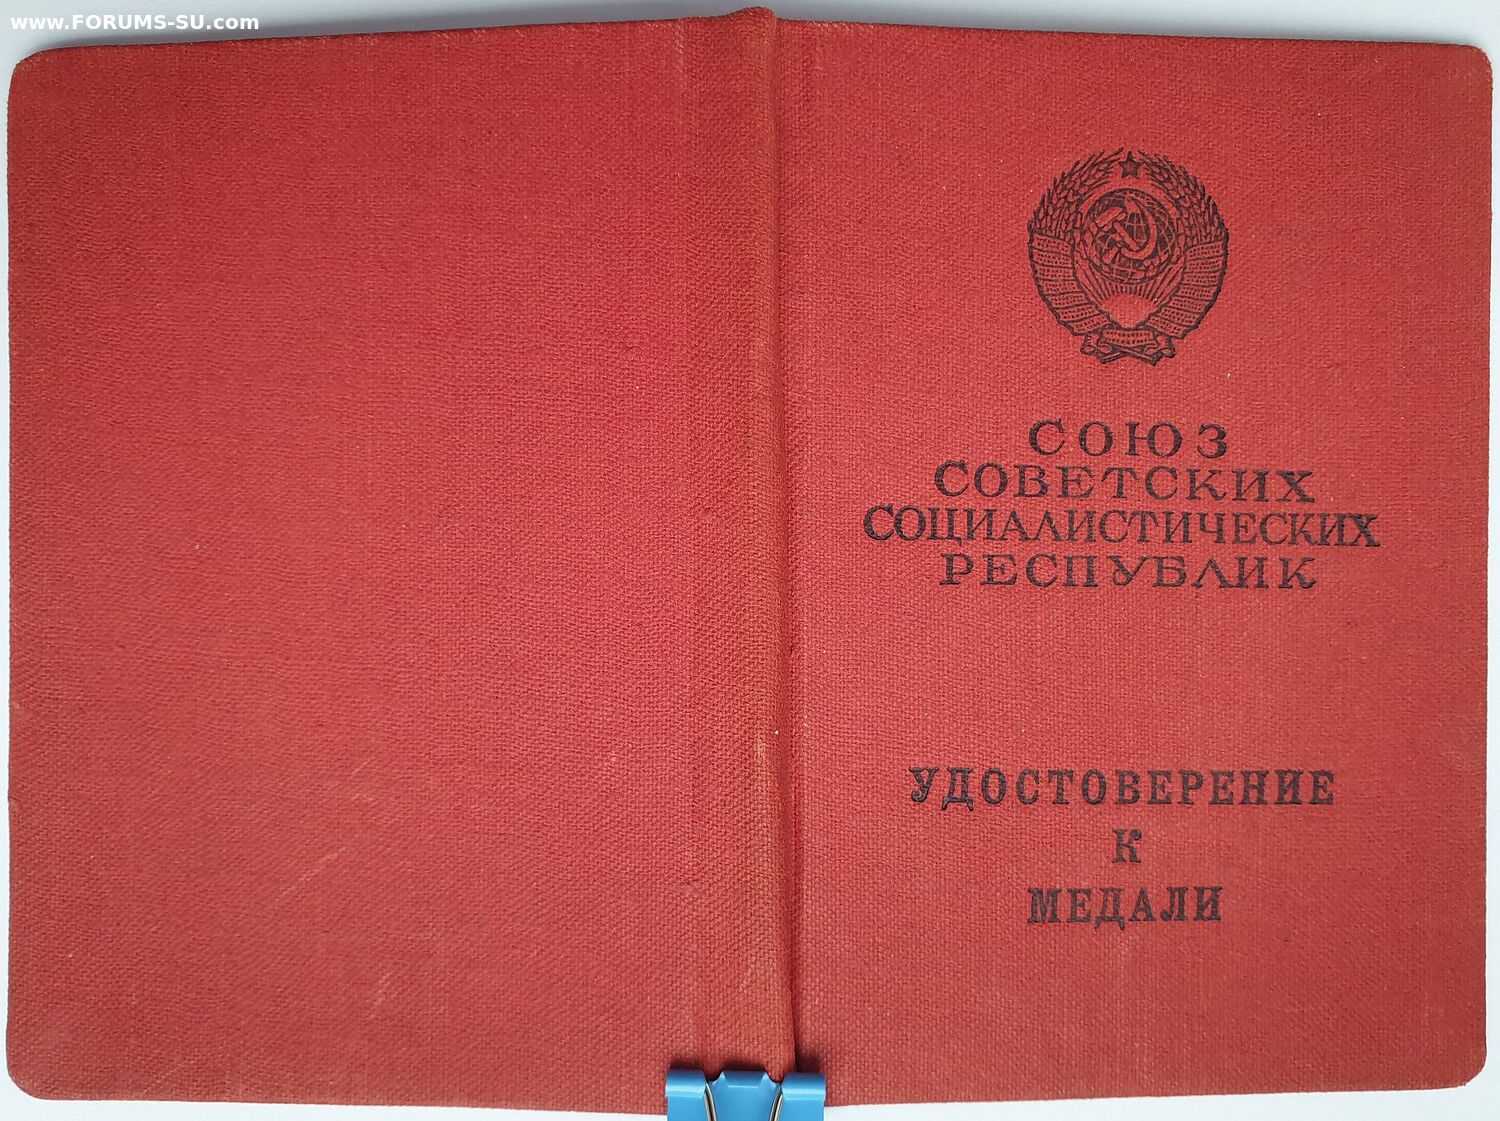 www.FORUMS-SU.com
СОЮЗ
СОВЕТСКИХ
СОЦИАЛИСТИЧЕСКИХ
РЕСПУБЛИК
УДОСТОВЕРЕНИЕ
К
МЕДАЛИ